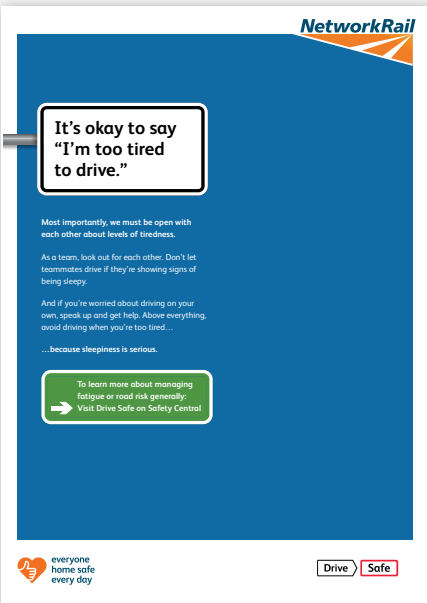 NetworkRail
It's okay to say
“I'm too tired
to drive.”
Most importantly, we must be open with
each other about levels of tiredness.
As a team, look out for each other. Don't let
teammates drive if they're showing signs of
being sleepy.
And if you're worried about driving on your
own, speak up and get help. Above everything,
avoid driving when you're too tired…
…because sleepiness is serious.
To learn more about managing
fatigue or road risk generally:
Visit Drive Safe on Safety Central
everyone
home safe
every day
Drive Safe